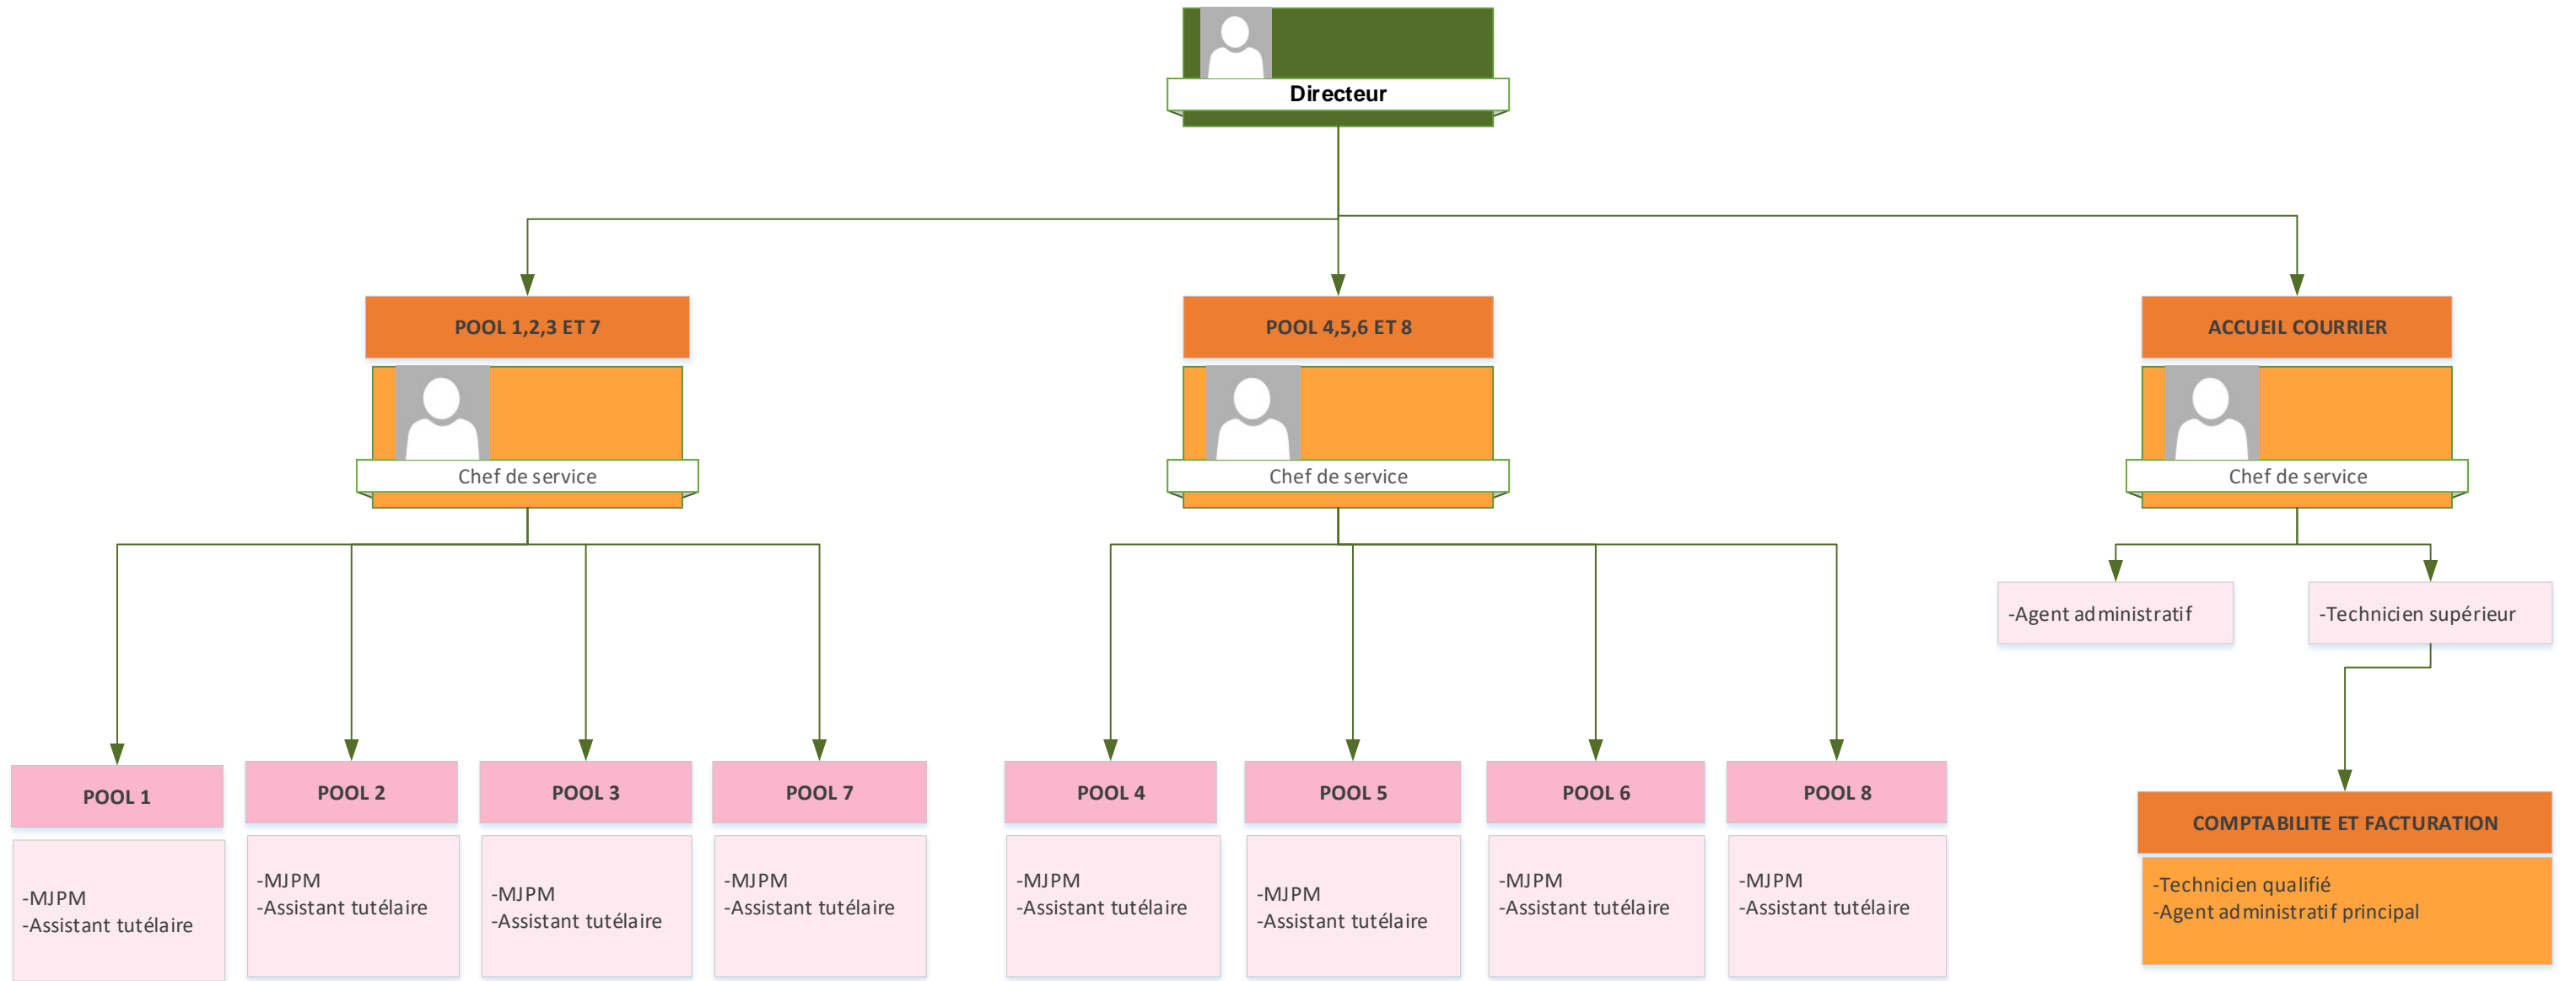 Directeur
POOL 1,2,3 ET 7
Chef de service
POOL 4,5,6 ET 8
Chef de service
ACCUEIL COURRIER
Chef de service
-Agent administratif
-Technicien supérieur
POOL 1
-MJPM
-Assistant tutélaire
POOL 2
-MJPM
-Assistant tutélaire
POOL 3
-MJPM
-Assistant tutélaire
POOL 7
-MJPM
-Assistant tutélaire
POOL 4
-MJPM
-Assistant tutélaire
POOL 5
-MJPM
-Assistant tutélaire
POOL 6
-MJPM
-Assistant tutélaire
POOL 8
-MJPM
-Assistant tutélaire
COMPTABILITE ET FACTURATION
-Technicien qualifié
-Agent administratif principal